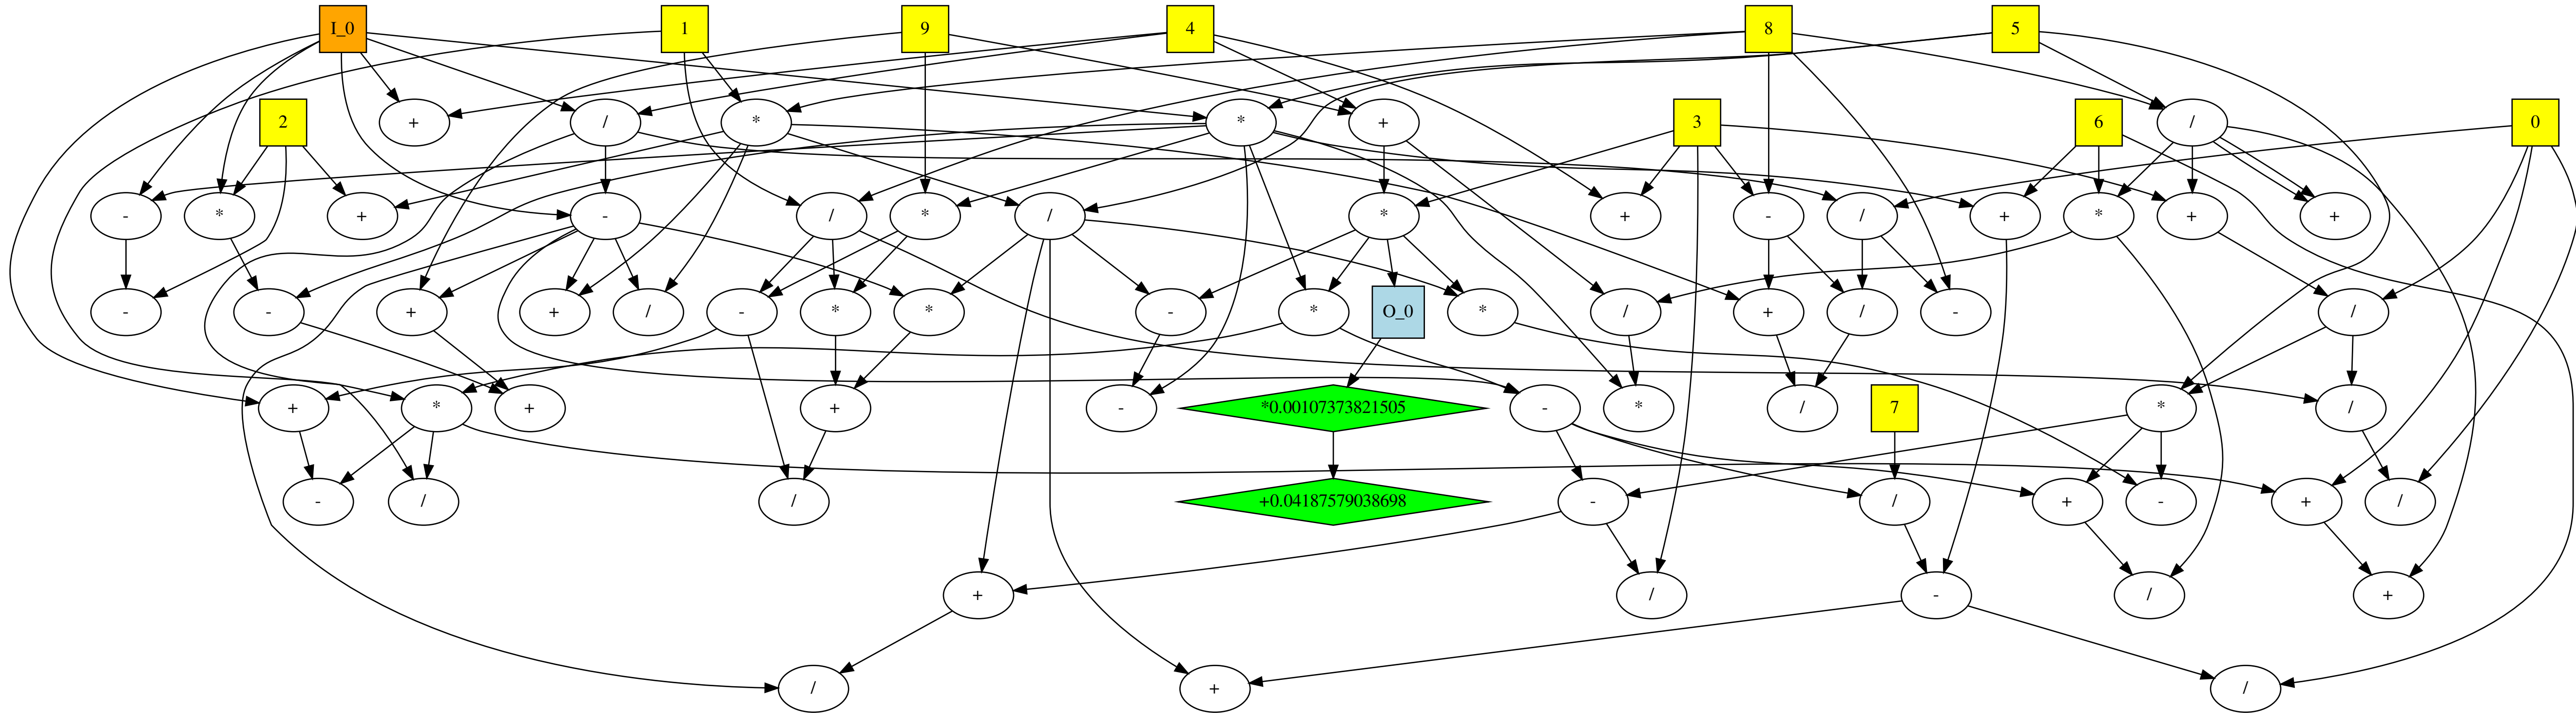 I_0 1 9 4 8 5
2 + / * * + 3 6 / 0
- * + - / * / * + - / + * + +
- - + + / - * * - * O_0 * / + / - /
+ * + + - *0.00107373821505 - * / 7 * /
- / / +0.04187579038698 - / + - + /
+ / - / +
/ + /